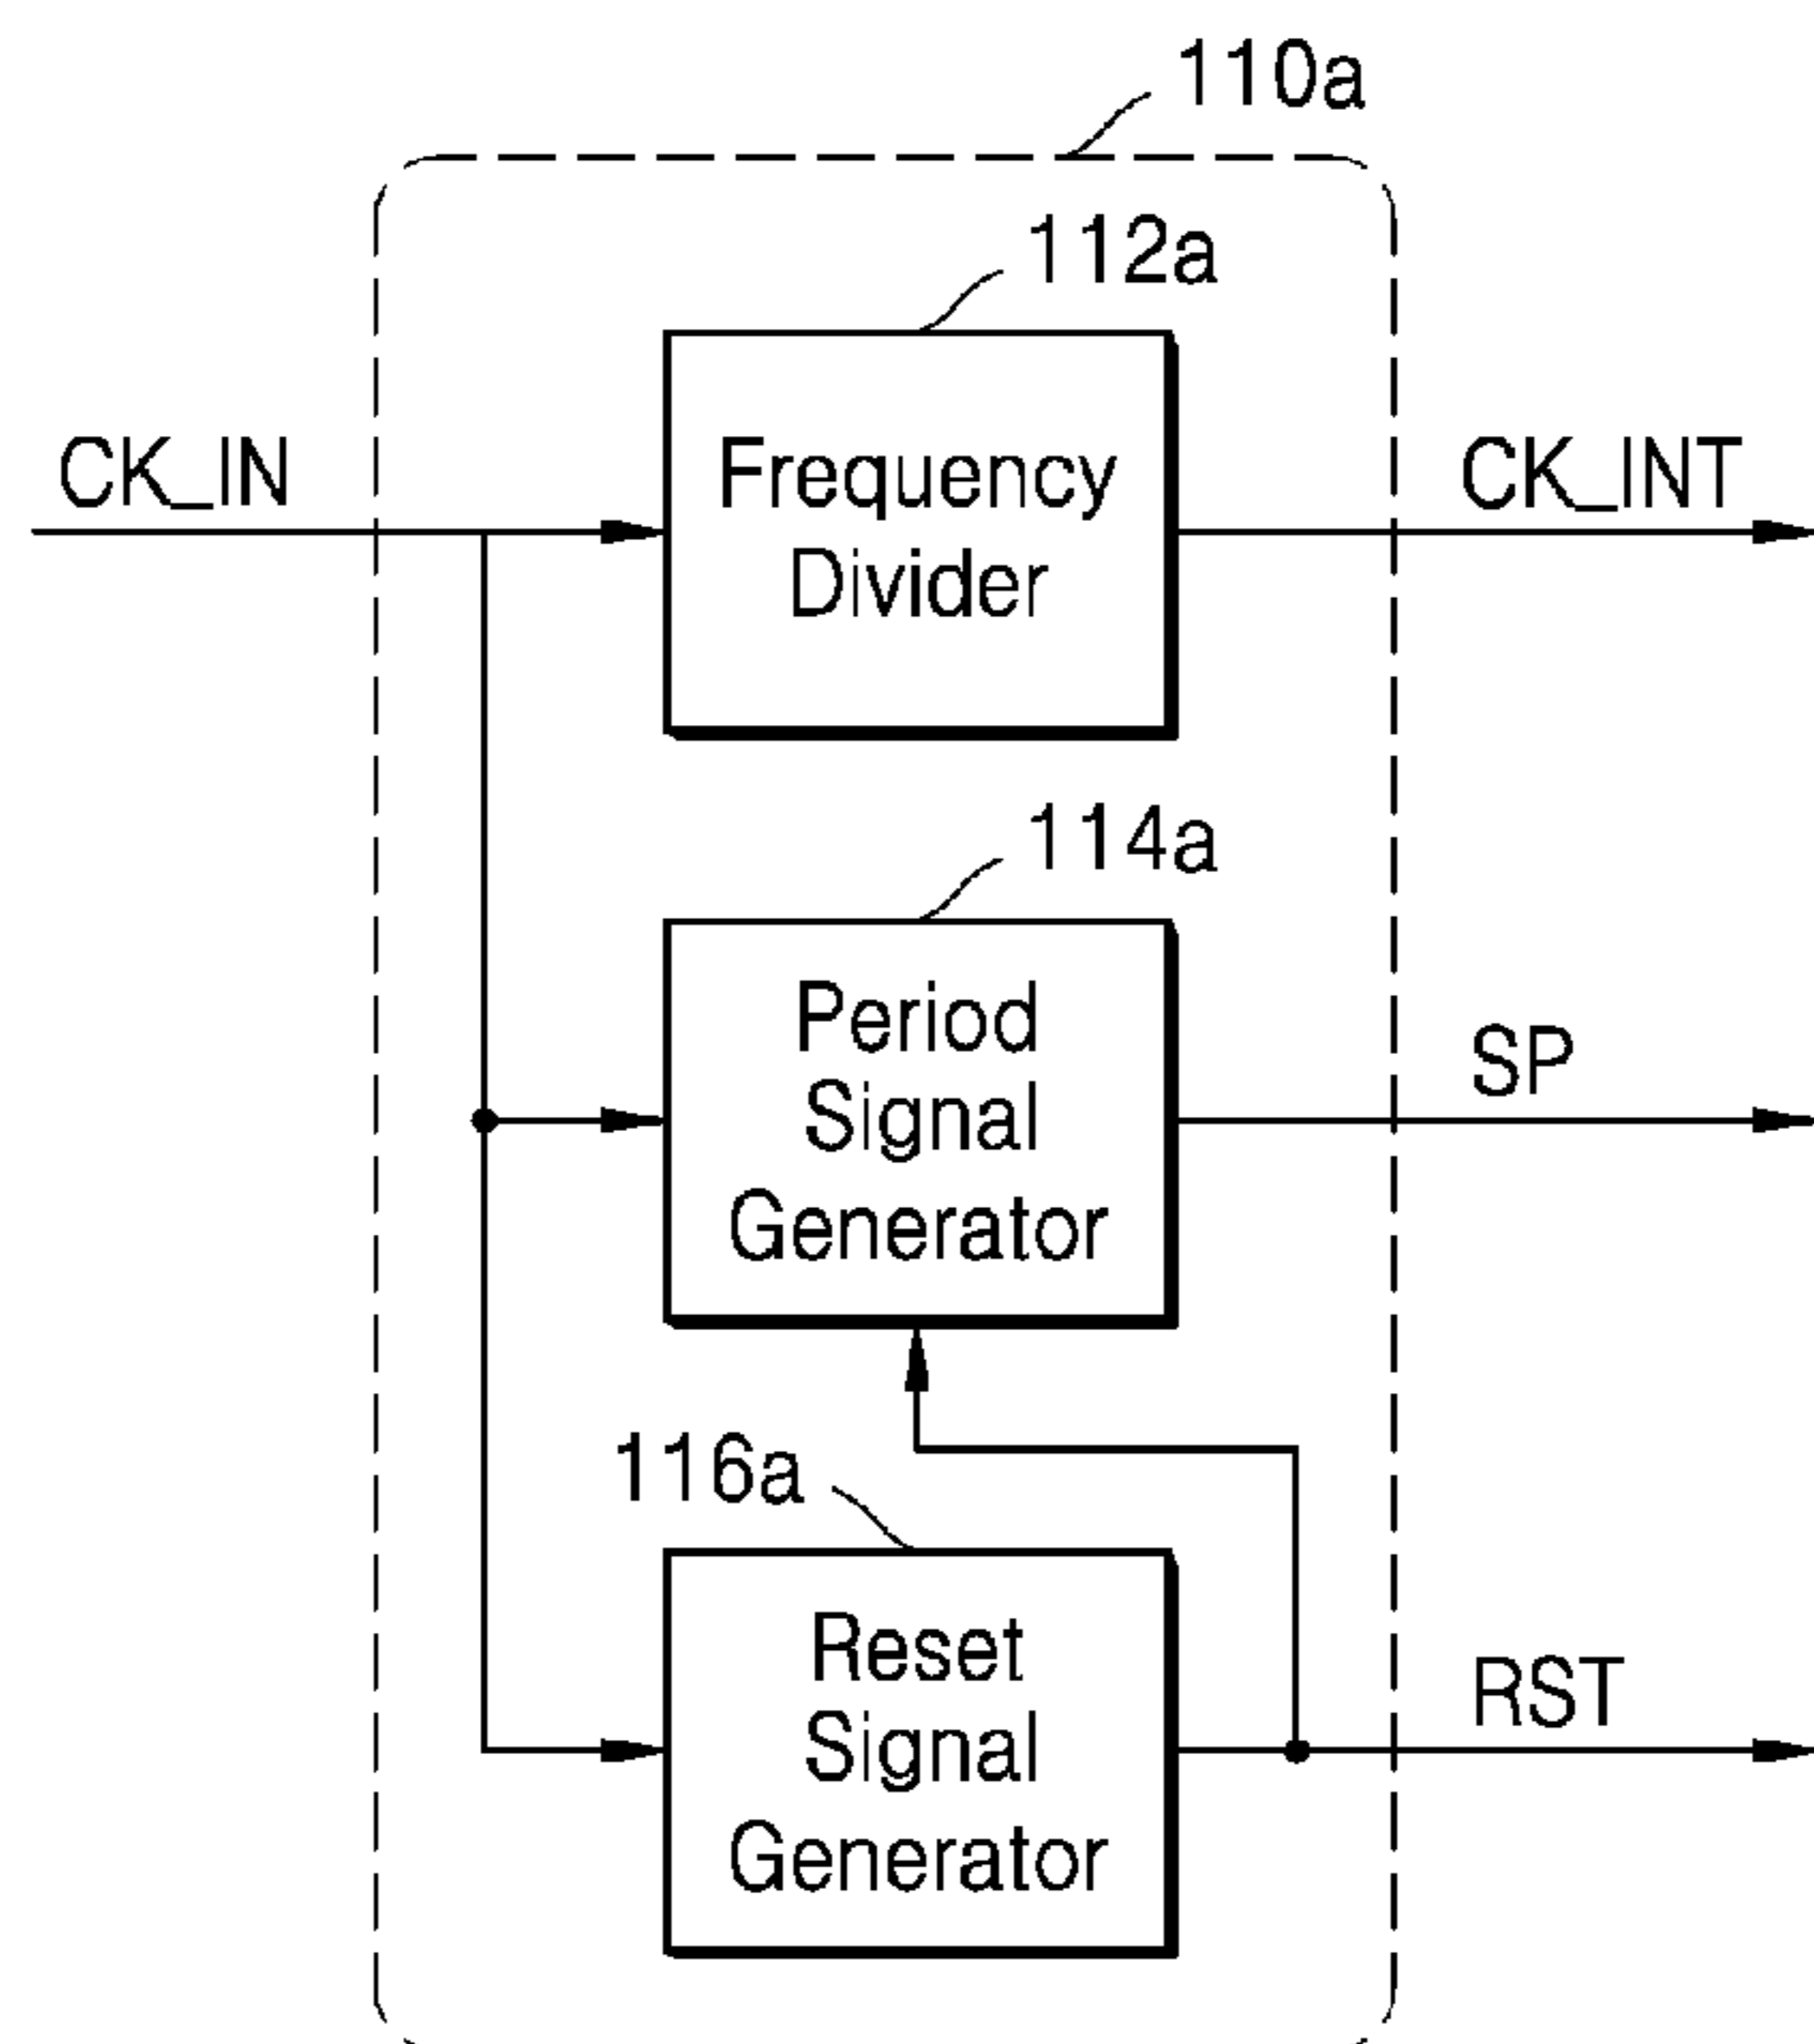 110a
112a
CK_IN
Frequency
Divider
CK_INT
114a
Period
Signal
Generator
SP
116a
Reset
Signal
Generator
RST